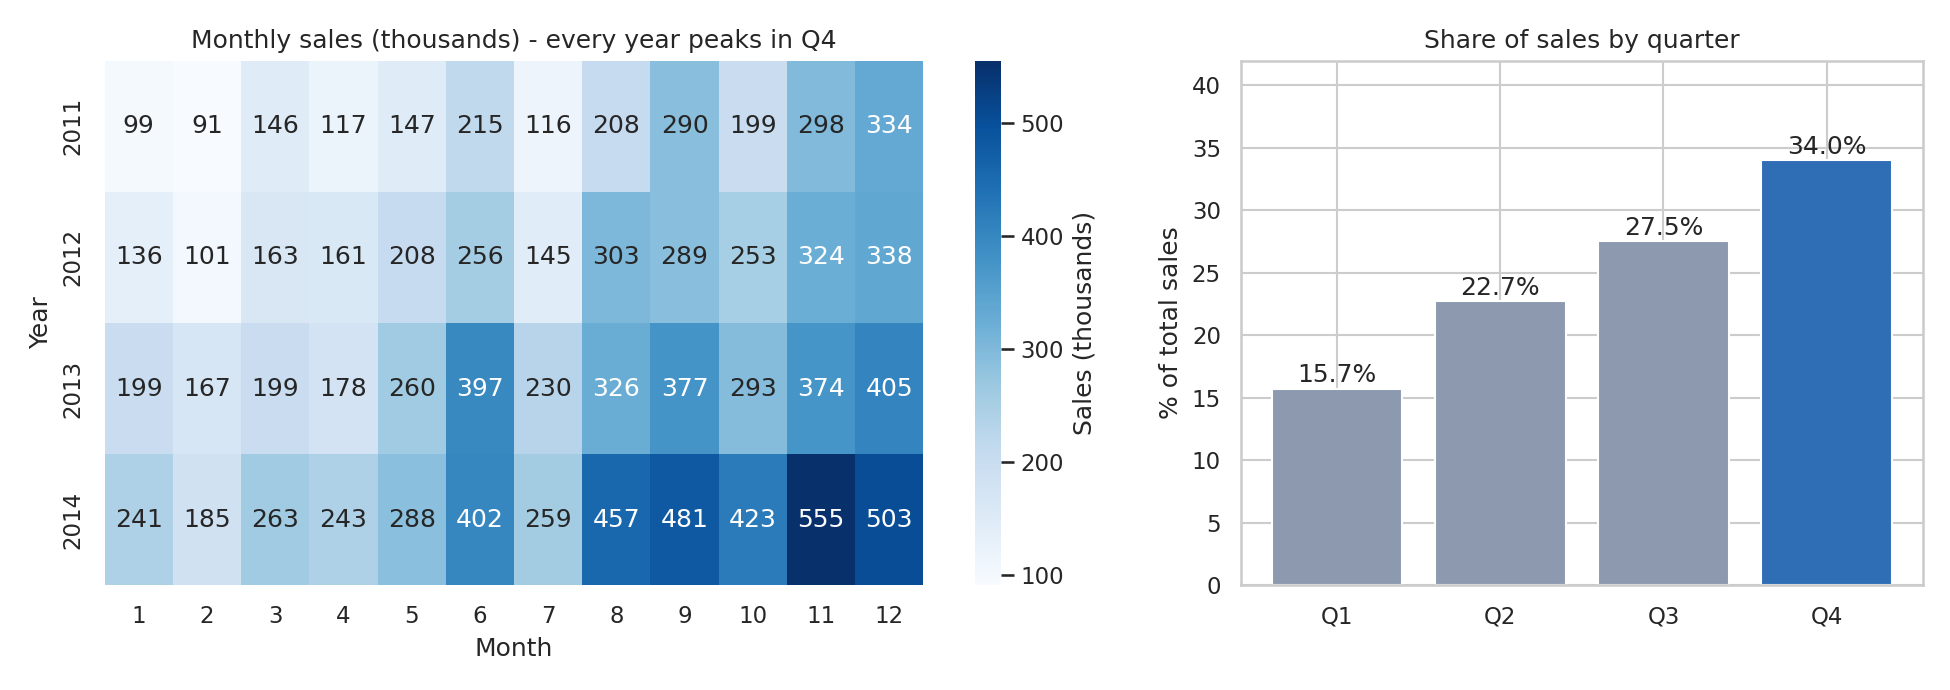 Monthly sales (thousands) - every year peaks in Q4
2011 99 91 146 117 147 215 116 208 290 199 298 334
2012 136 101 163 161 208 256 145 303 289 253 324 338
2013 199 167 199 178 260 397 230 326 377 293 374 405
2014 241 185 263 243 288 402 259 457 481 423 555 503
1 2 3 4 5 6 7 8 9 10 11 12
Month
Year
500
400
300
200
100
Sales (thousands)
Share of sales by quarter
40
35
30
25
20
15
10
5
0
% of total sales
15.7%
22.7%
27.5%
34.0%
Q1 Q2 Q3 Q4